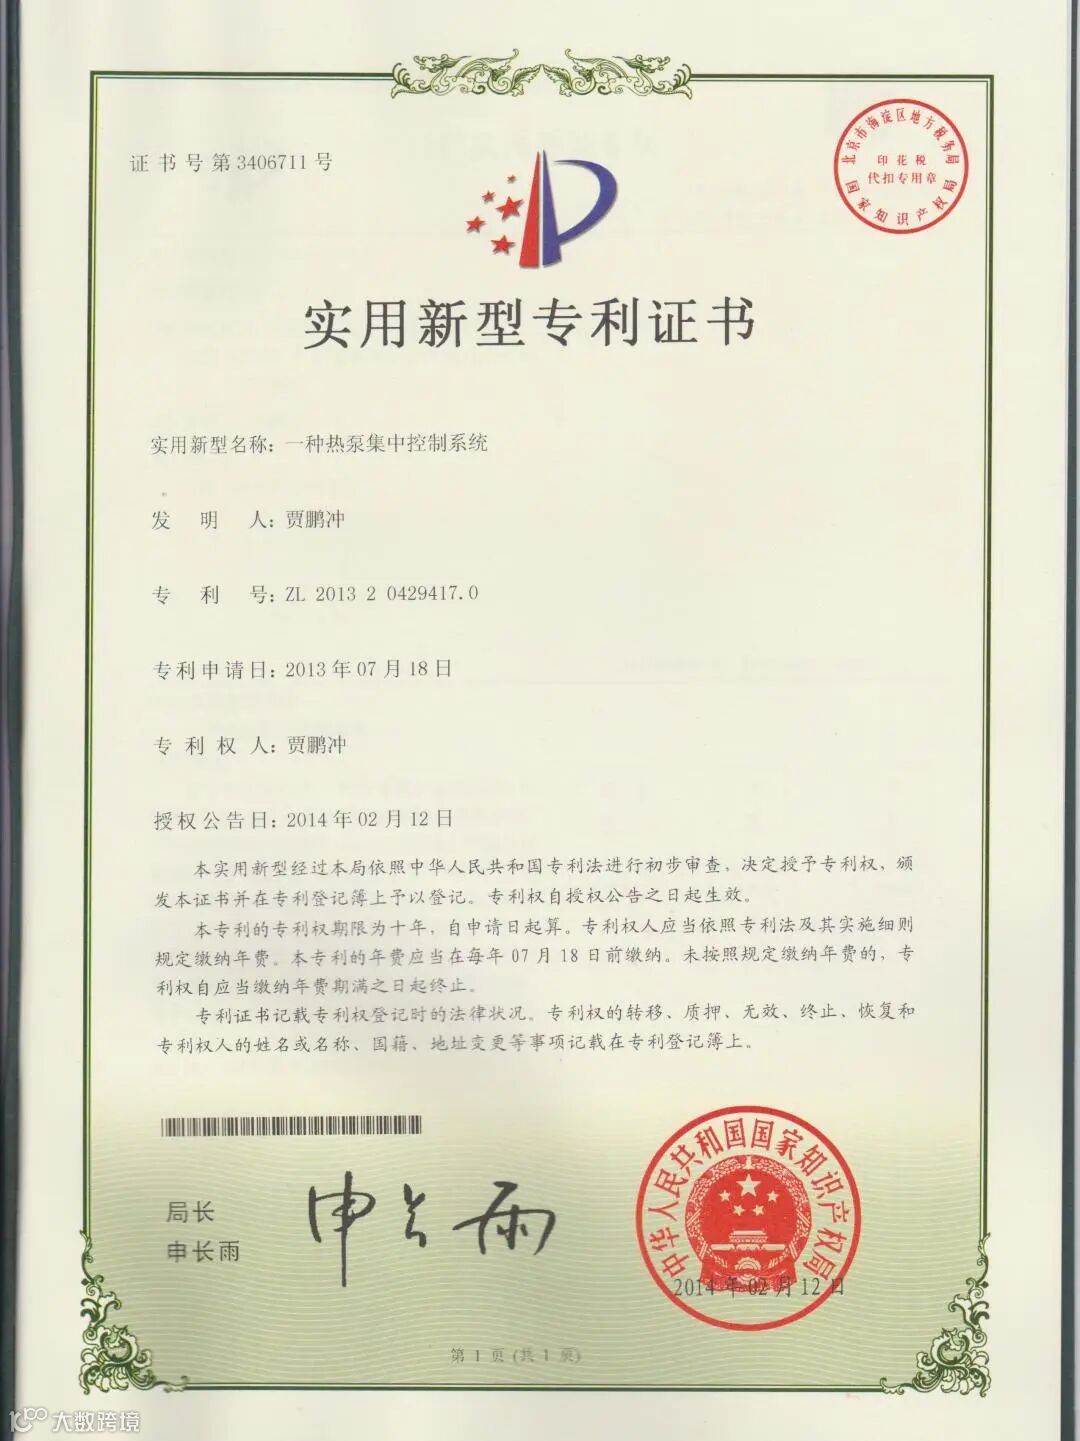 证书号第3406711号
北京市海淀区地方税务局
印花税
代扣专用章
国家知识产权局
实用新型专利证书
实用新型名称：一种热泵集中控制系统
发明人：贾鹏冲
专利号：ZL 2013 2 0429417.0
专利申请日：2013年07月18日
专利权人：贾鹏冲
授权公告日：2014年02月12日
本实用新型经过本局依照中华人民共和国专利法进行初步审查，决定授予专利权，颁
发本证书并在专利登记簿上予以登记。专利权自授权公告之日起生效。
本专利的专利权期限为十年，自申请日起算。专利权人应当依照专利法及其实施细则
规定缴纳年费。本专利的年费应当在每年07月18日前缴纳。未按照规定缴纳年费的，专
利权自应当缴纳年费期满之日起终止。
专利证书记载专利权登记时的法律状况。专利权的转移、质押、无效、终止、恢复和
专利权人的姓名或名称、国籍、地址变更等事项记载在专利登记簿上。
局长
申长雨
申长雨
中华人民共和国国家知识产权局
2014年02月12日
第1页(共1页)
大数跨境